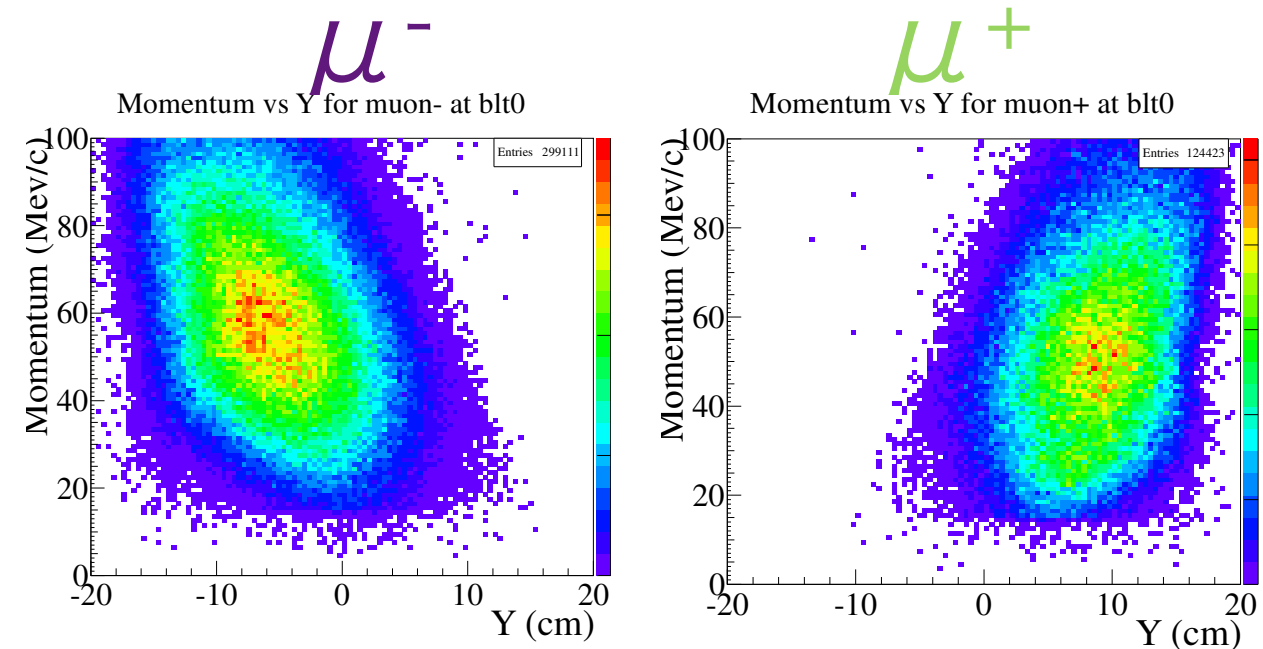 μ⁻
Momentum vs Y for muon- at blt0
Entries 299111
Momentum (Mev/c)
100
80
60
40
20
0
-20 -10 0 10 20
Y (cm)
μ⁺
Momentum vs Y for muon+ at blt0
Entries 124423
Momentum (Mev/c)
100
80
60
40
20
0
-20 -10 0 10 20
Y (cm)